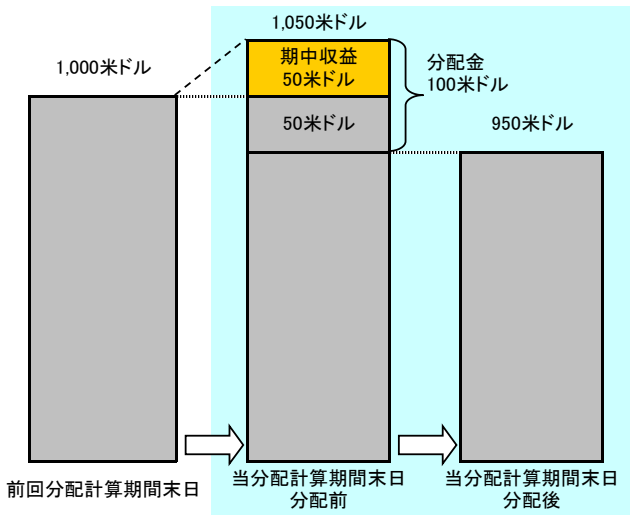 1,050米ドル
1,000米ドル
期中収益
50米ドル
分配金
100米ドル
50米ドル
950米ドル
前回分配計算期間末日
当分配計算期間末日
分配前
当分配計算期間末日
分配後